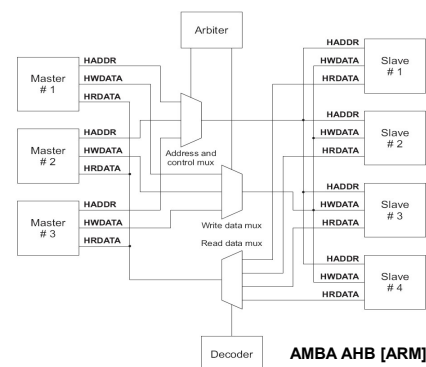 Arbiter
Master
# 1
HADDR
HWDATA
HRDATA
Master
# 2
HADDR
HWDATA
HRDATA
Master
# 3
HADDR
HWDATA
HRDATA
Address and
control mux
Write data mux
Read data mux
HADDR
HWDATA
HRDATA
Slave
# 1
HADDR
HWDATA
HRDATA
Slave
# 2
HADDR
HWDATA
HRDATA
Slave
# 3
HADDR
HWDATA
HRDATA
Slave
# 4
Decoder
AMBA AHB [ARM]